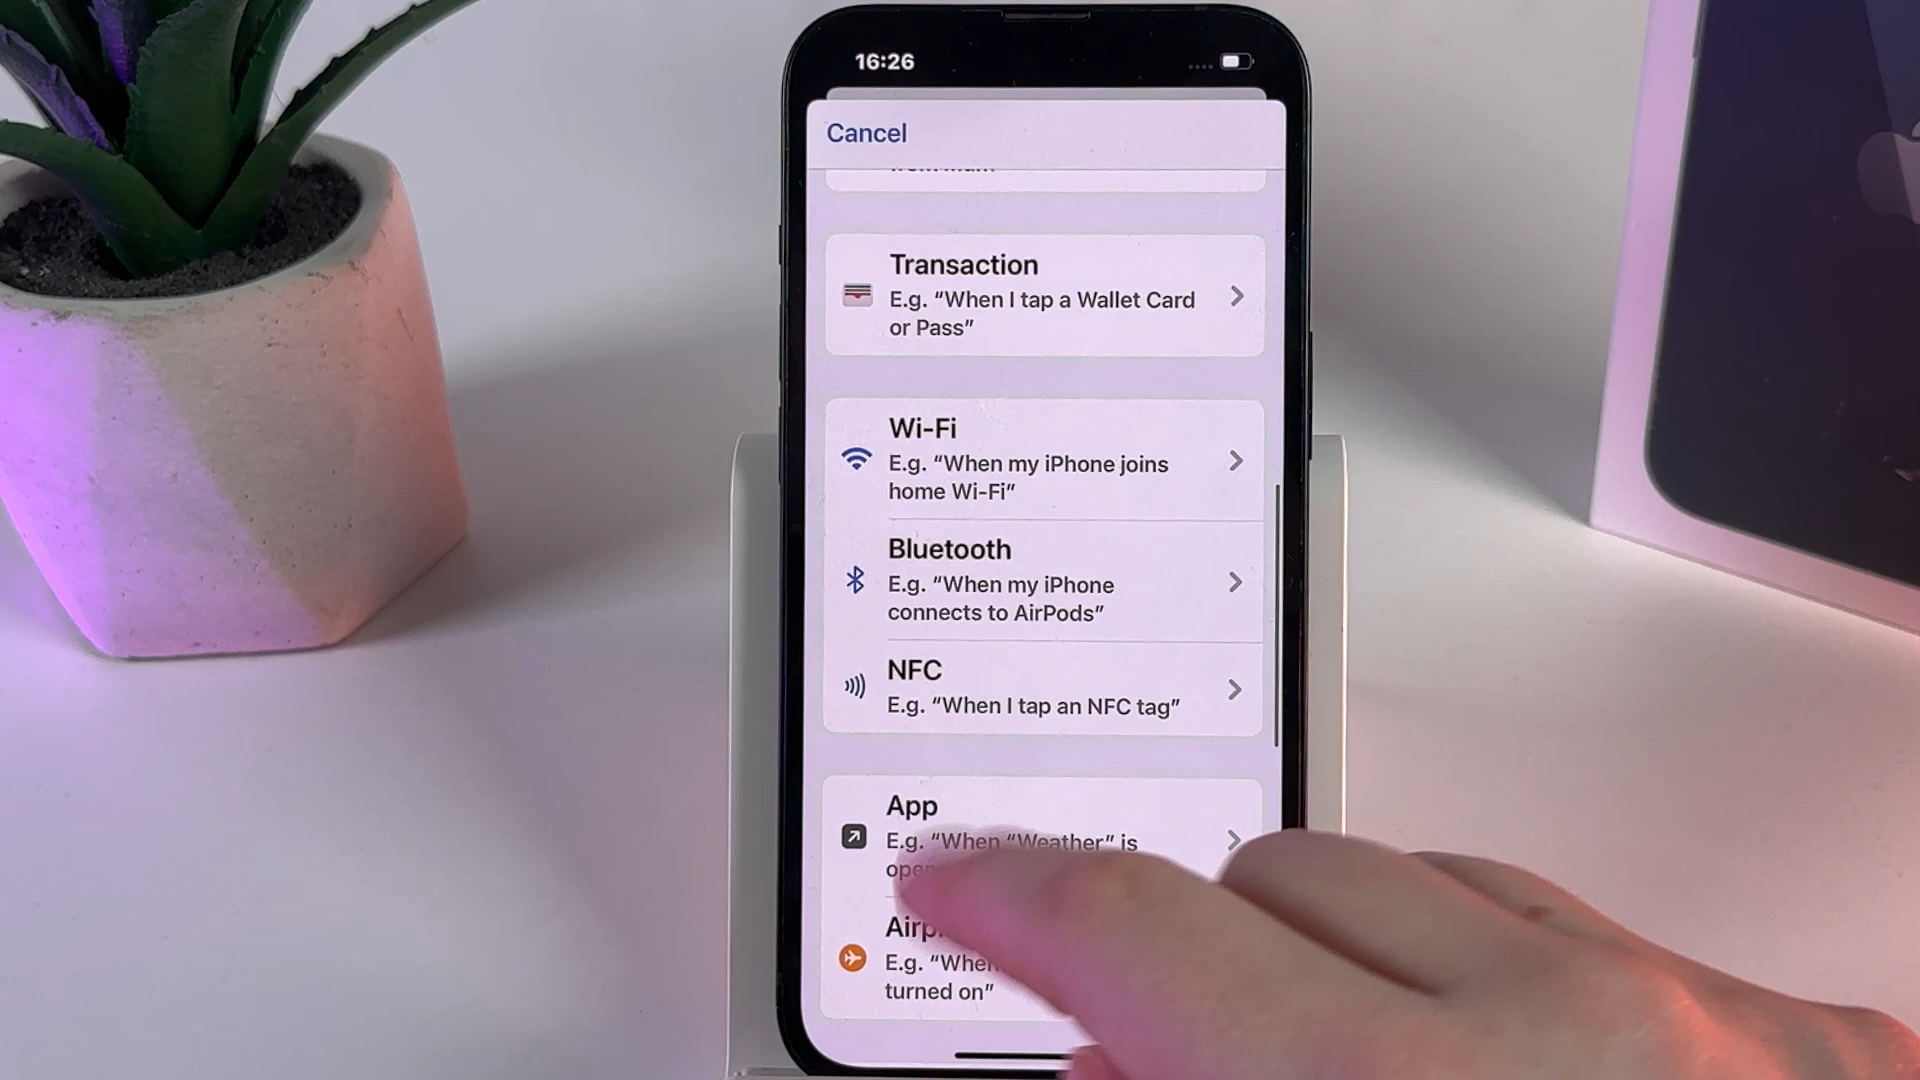 16:26
Cancel
Transaction
E.g. “When I tap a Wallet Card
or Pass”
Wi-Fi
E.g. “When my iPhone joins
home Wi-Fi”
Bluetooth
E.g. “When my iPhone
connects to AirPods”
NFC
E.g. “When I tap an NFC tag”
App
E.g. “When “Weather” is
E.g. “When
turned on”